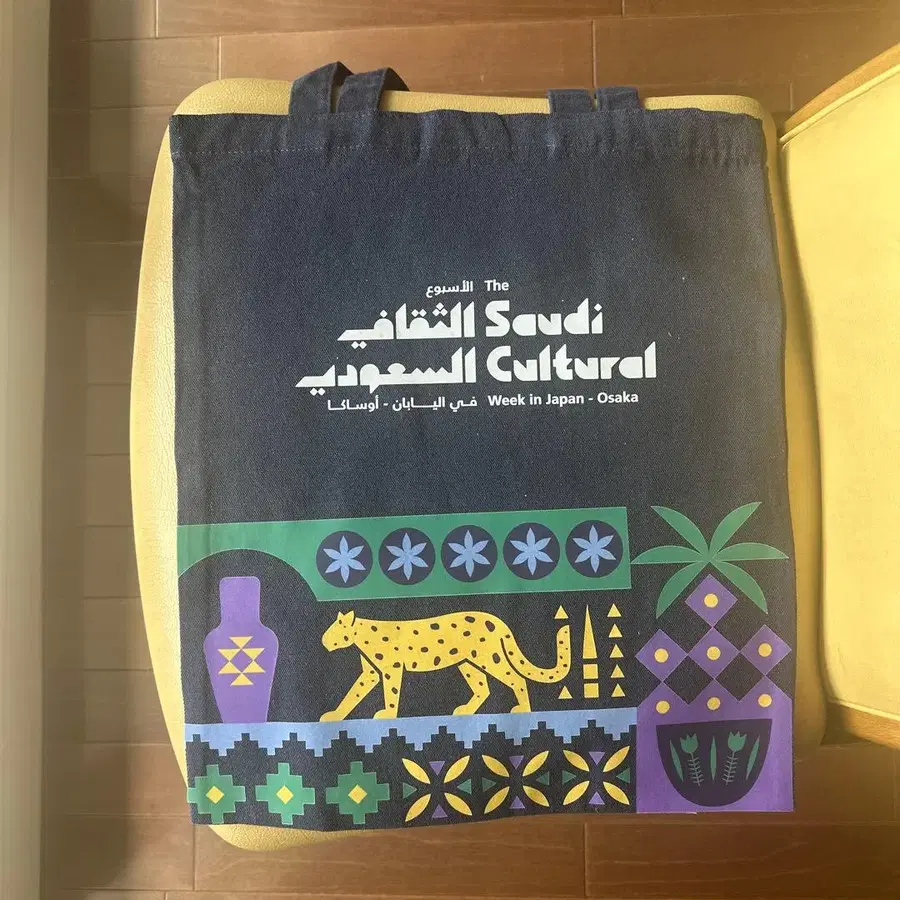 الأسبوع The
الثقافي Saudi
السعودي Cultural
في اليابان - أوساكا Week in Japan - Osaka